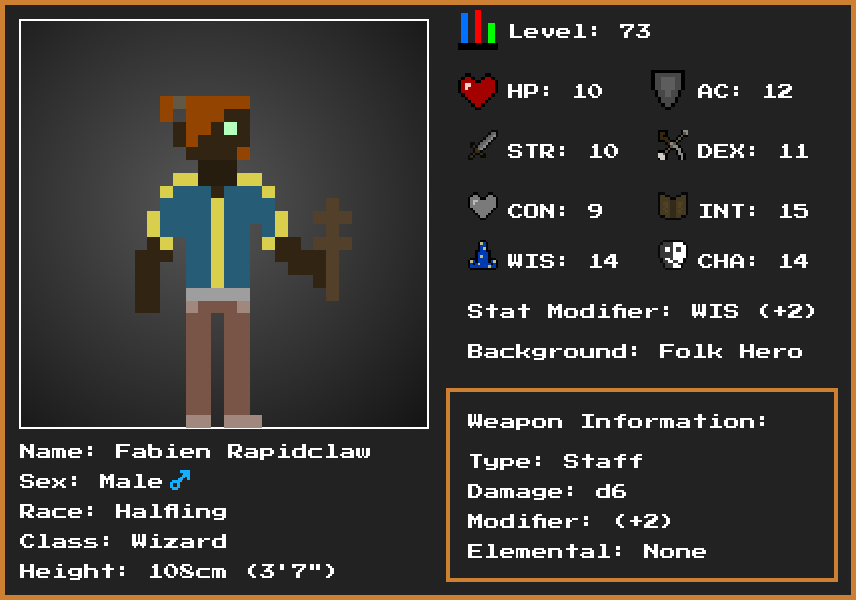 Level: 73
HP: 10 AC: 12
STR: 10 DEX: 11
CON: 9 INT: 15
WIS: 14 CHA: 14
Stat Modifier: WIS (+2)
Background: Folk Hero
Weapon Information:
Type: Staff
Damage: d6
Modifier: (+2)
Elemental: None
Name: Fabien Rapidclaw
Sex: Male♂
Race: Halfling
Class: Wizard
Height: 108cm (3'7")